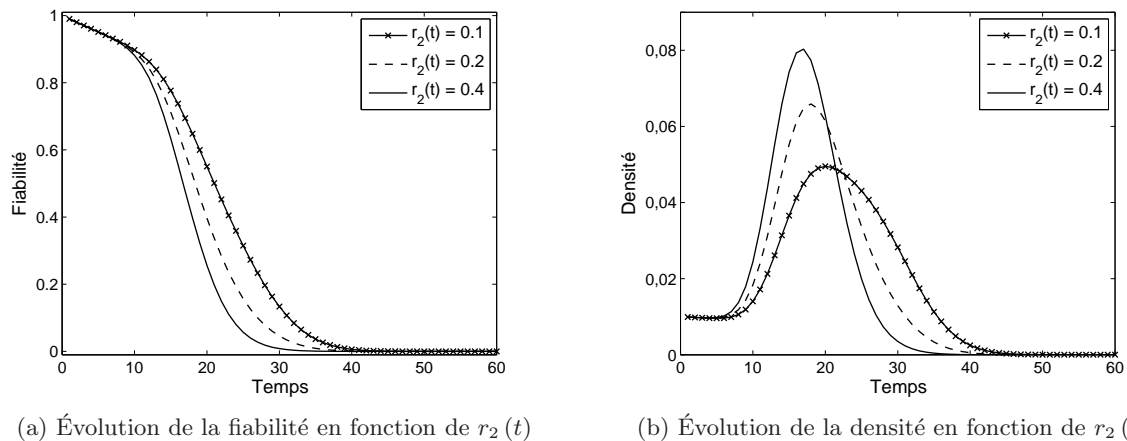 1
0.8
0.6
0.4
0.2
0
Fiabilité
0 10 20 30 40 50 60
Temps
r2(t) = 0.1
r2(t) = 0.2
r2(t) = 0.4
(a) Évolution de la fiabilité en fonction de r2 (t)
0,08
0,06
0,04
0,02
0
Densité
0 10 20 30 40 50 60
Temps
r2(t) = 0.1
r2(t) = 0.2
r2(t) = 0.4
(b) Évolution de la densité en fonction de r2 (